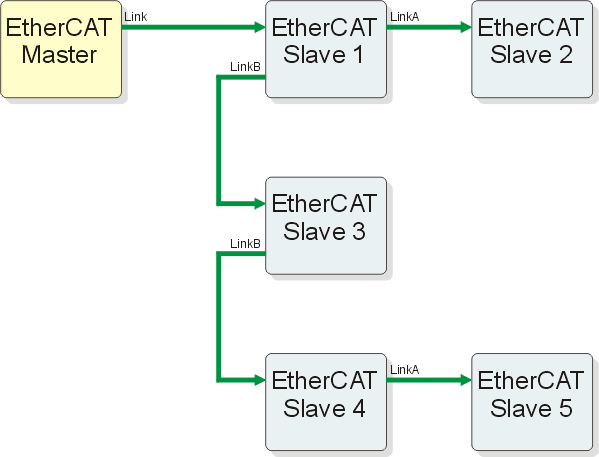 EtherCAT
Master
Link
EtherCAT
Slave 1
LinkA
EtherCAT
Slave 2
LinkB
EtherCAT
Slave 3
LinkB
EtherCAT
Slave 4
LinkA
EtherCAT
Slave 5